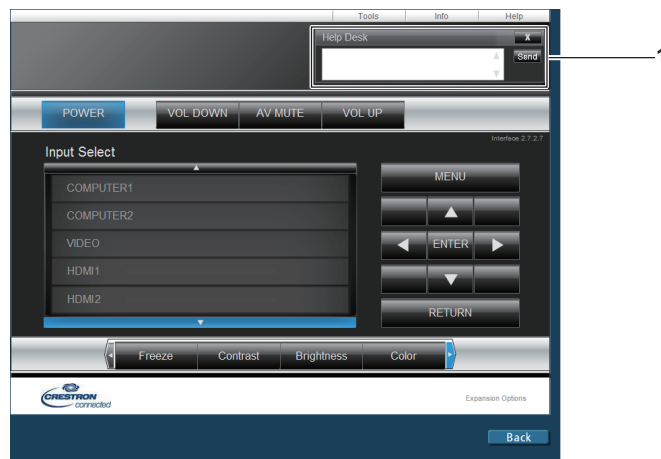 Tools Info Help
Help Desk X
Send
1
POWER VOL DOWN AV MUTE VOL UP
Interface 2.7.2.7
Input Select
COMPUTER1
COMPUTER2
VIDEO
HDMI1
HDMI2
MENU
ENTER
RETURN
Freeze Contrast Brightness Color
CRESTRON
connected
Expansion Options
Back